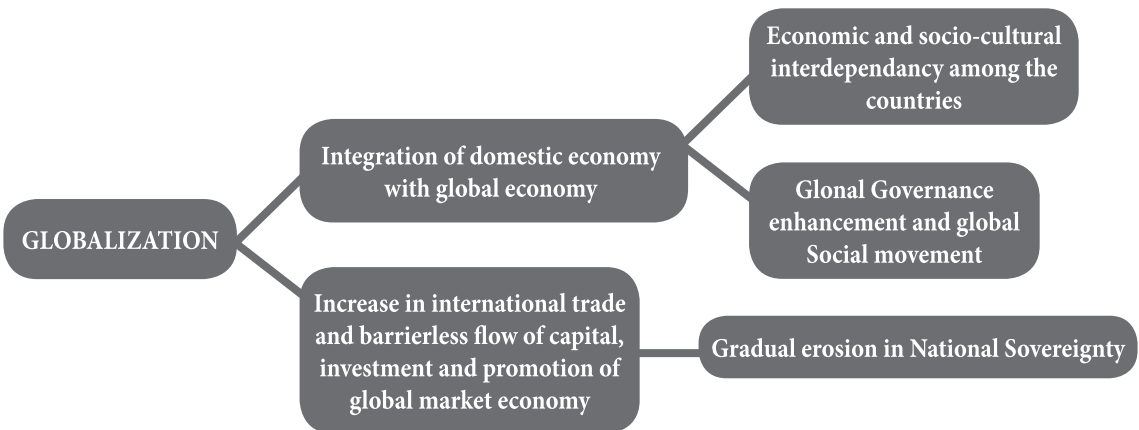 GLOBALIZATION
Integration of domestic economy
with global economy
Economic and socio-cultural
interdependancy among the
countries
Glonal Governance
enhancement and global
Social movement
Increase in international trade
and barrierless flow of capital,
investment and promotion of
global market economy
Gradual erosion in National Sovereignty